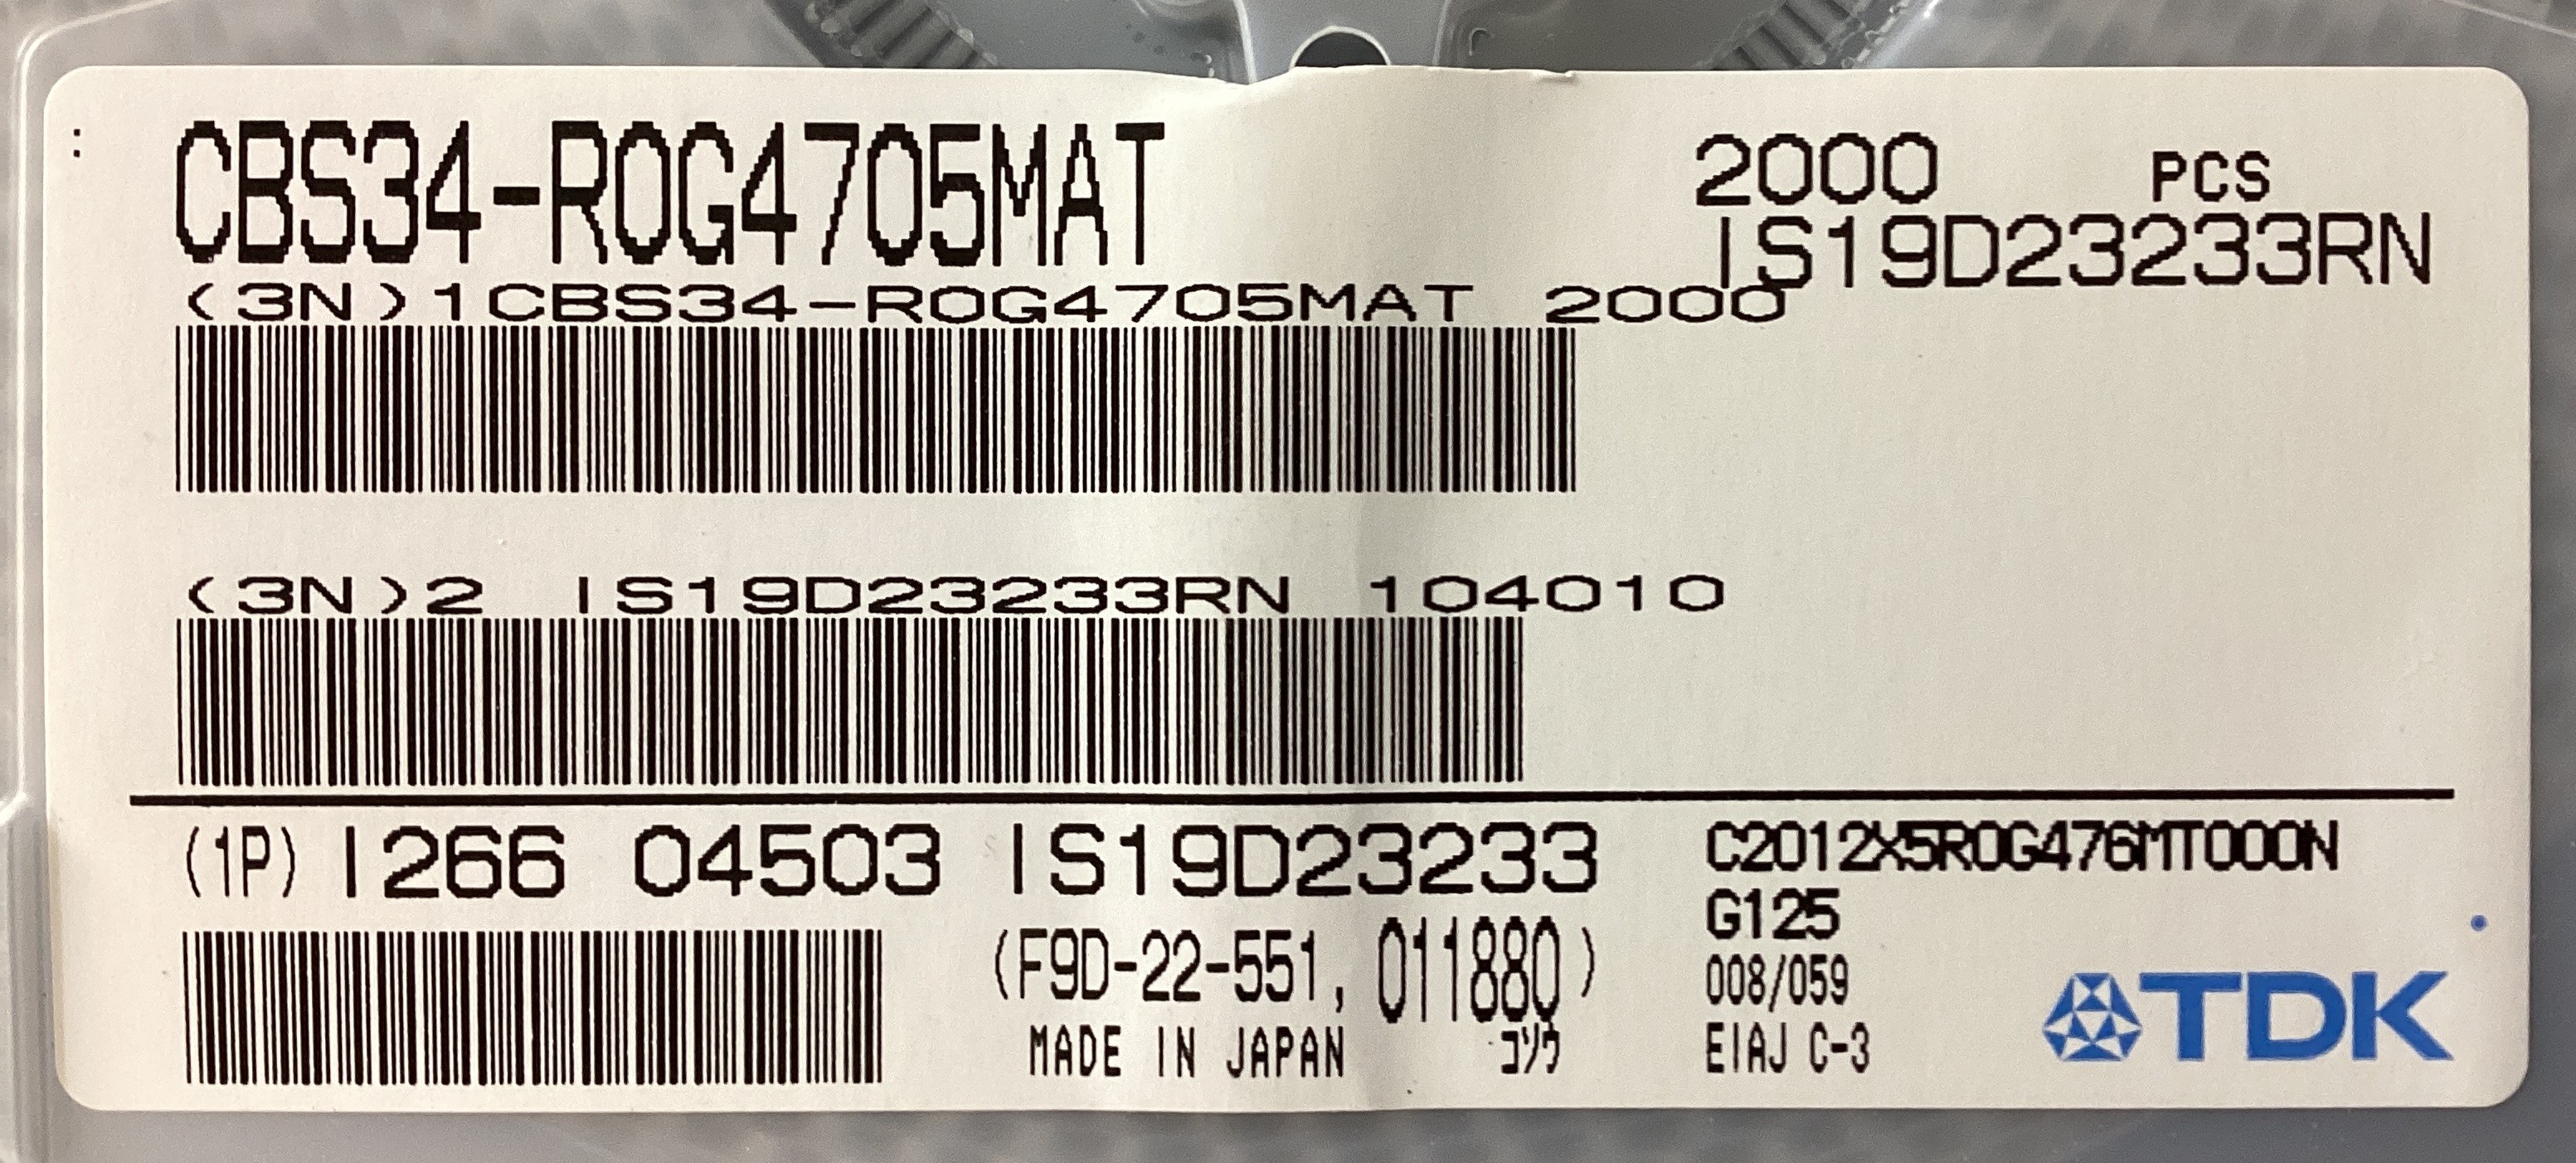 :
CBS34-R0G4705MAT
2000 PCS
IS19D23233RN
(3N)1CBS34-R0G4705MAT 2000
(3N)2 IS19D23233RN 104010
(1P) I266 04503 IS19D23233
C2012X5R0G476MT000N
G125
(F9D-22-551, 011880)
008/059
MADE IN JAPAN コソウ
EIAJ C-3
TDK